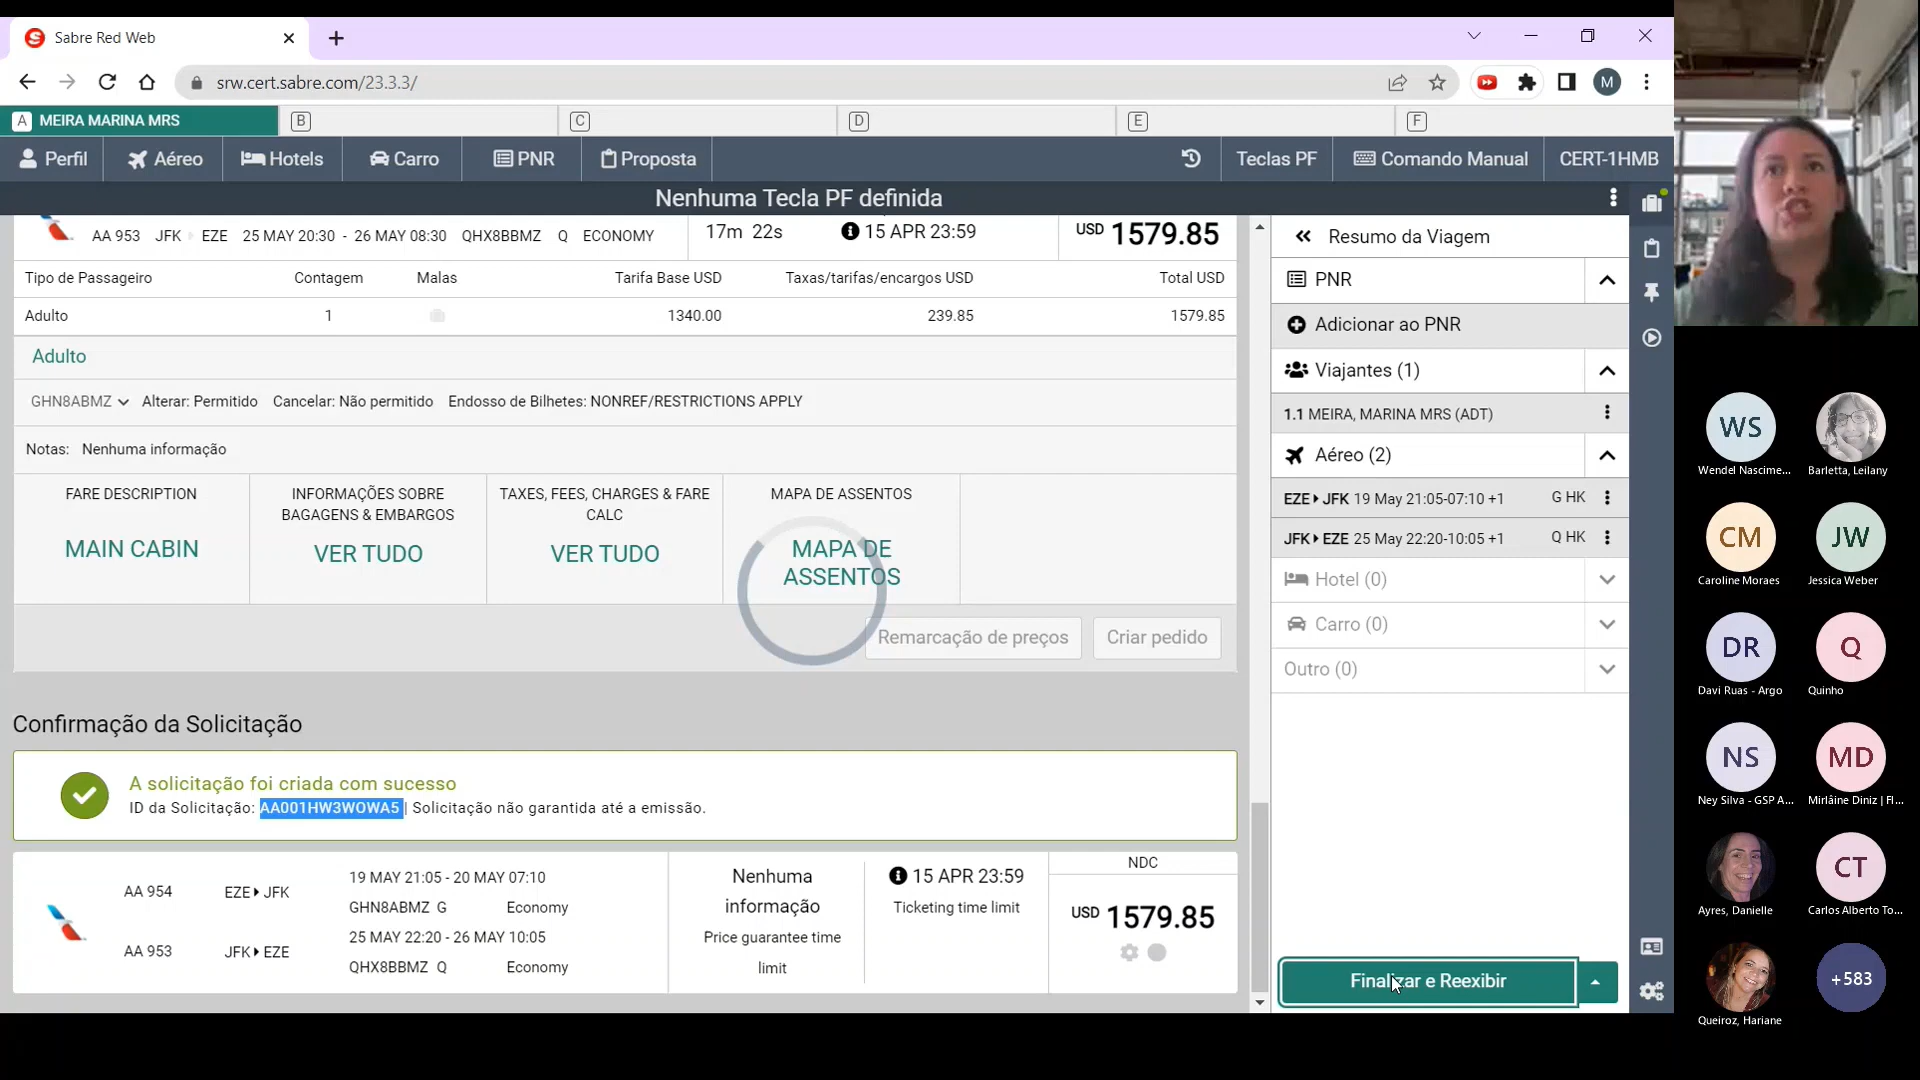 Sabre Red Web
srw.cert.sabre.com/23.3.3/
M
A MEIRA MARINA MRS
B
C
D
E
F
Perfil
Aéreo
Hotels
Carro
PNR
Proposta
Teclas PF
Comando Manual
CERT-1HMB
Nenhuma Tecla PF definida
AA 953 JFK EZE 25 MAY 20:30 - 26 MAY 08:30 QHX8BBMZ Q ECONOMY
17m 22s
15 APR 23:59
USD 1579.85
Tipo de Passageiro Contagem Malas Tarifa Base USD Taxas/tarifas/encargos USD Total USD
Adulto 1 1340.00 239.85 1579.85
Adulto
GHN8ABMZ Alterar: Permitido Cancelar: Não permitido Endosso de Bilhetes: NONREF/RESTRICTIONS APPLY
Notas: Nenhuma informação
FARE DESCRIPTION
MAIN CABIN
INFORMAÇÕES SOBRE
BAGAGENS & EMBARGOS
VER TUDO
TAXES, FEES, CHARGES & FARE
CALC
VER TUDO
MAPA DE ASSENTOS
MAPA DE
ASSENTOS
Remarcação de preços
Criar pedido
Confirmação da Solicitação
A solicitação foi criada com sucesso
ID da Solicitação: AA001HW3WOWA5 | Solicitação não garantida até a emissão.
AA 954 EZE JFK
19 MAY 21:05 - 20 MAY 07:10
GHN8ABMZ G Economy
AA 953 JFK EZE
25 MAY 22:20 - 26 MAY 10:05
QHX8BBMZ Q Economy
Nenhuma
informação
Price guarantee time
limit
15 APR 23:59
Ticketing time limit
NDC
USD 1579.85
Resumo da Viagem
PNR
Adicionar ao PNR
Viajantes (1)
1.1 MEIRA, MARINA MRS (ADT)
Aéreo (2)
EZE JFK 19 May 21:05-07:10 +1 G HK
JFK EZE 25 May 22:20-10:05 +1 Q HK
Hotel (0)
Carro (0)
Outro (0)
Finalizar e Reexibir
WS
Wendel Nascime...
Barletta, Leilany
CM
Caroline Moraes
JW
Jessica Weber
DR
Davi Ruas - Argo
Q
Quinho
NS
Ney Silva - GSP A...
MD
Mirlâine Diniz | Fl...
Ayres, Danielle
CT
Carlos Alberto To...
Queiroz, Hariane
+583